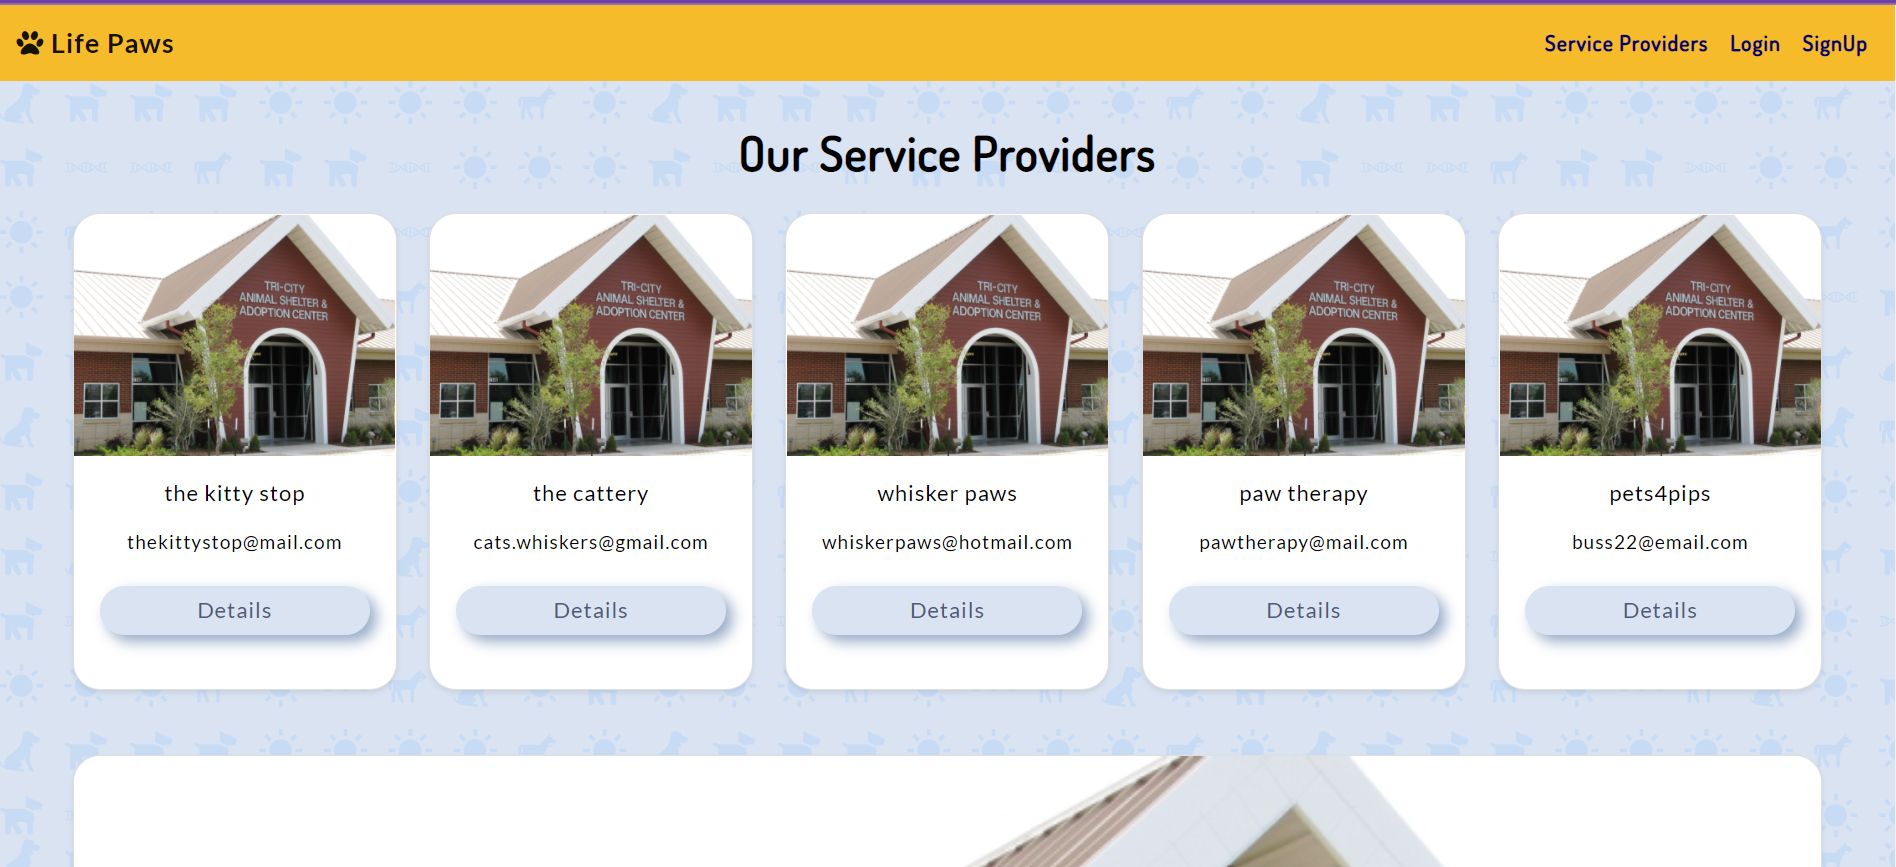 Life Paws
Service Providers Login SignUp
Our Service Providers
TRI-CITY
ANIMAL SHELTER &
ADOPTION CENTER
TRI-CITY
ANIMAL SHELTER &
ADOPTION CENTER
TRI-CITY
ANIMAL SHELTER &
ADOPTION CENTER
TRI-CITY
ANIMAL SHELTER &
ADOPTION CENTER
TRI-CITY
ANIMAL SHELTER &
ADOPTION CENTER
the kitty stop
thekittystop@mail.com
Details
the cattery
cats.whiskers@gmail.com
Details
whisker paws
whiskerpaws@hotmail.com
Details
paw therapy
pawtherapy@mail.com
Details
pets4pips
buss22@email.com
Details